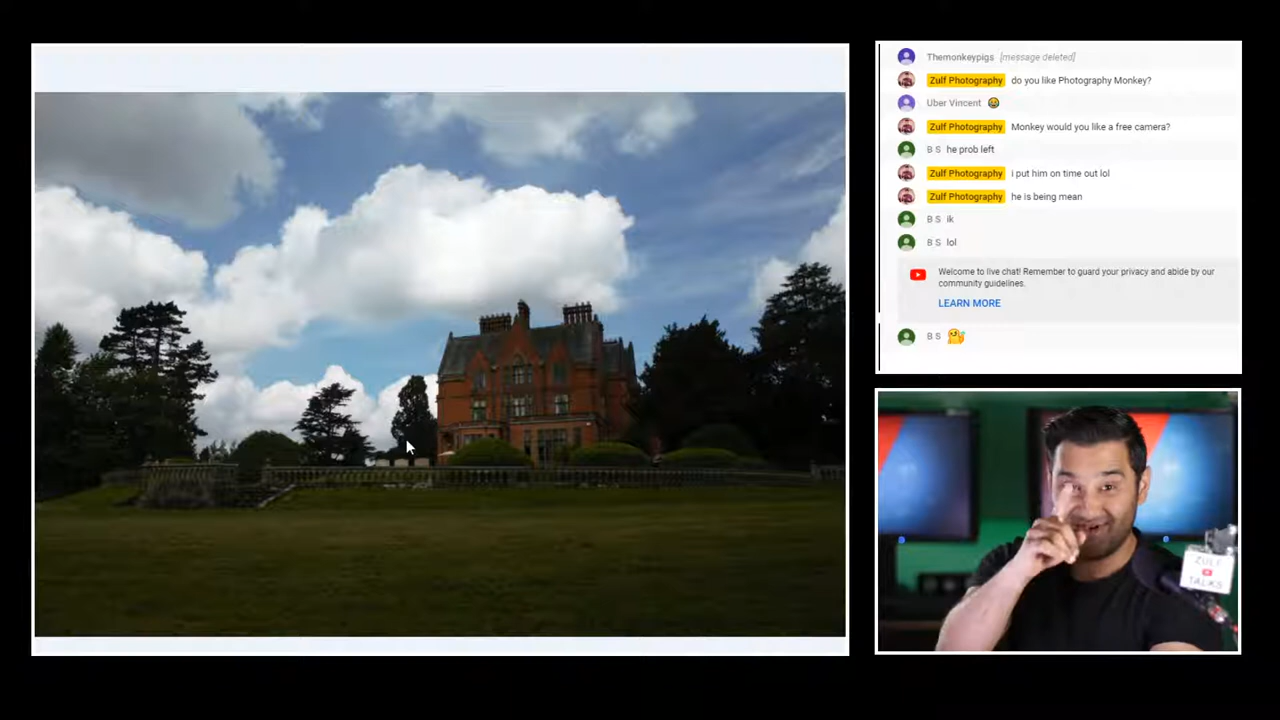 Themonkeypigs [message deleted]
Zulf Photography do you like Photography Monkey?
Uber Vincent
Zulf Photography Monkey would you like a free camera?
B S he prob left
Zulf Photography i put him on time out lol
Zulf Photography he is being mean
B S ik
B S lol
Welcome to live chat! Remember to guard your privacy and abide by our
community guidelines.
LEARN MORE
B S
ZULF
TALKS